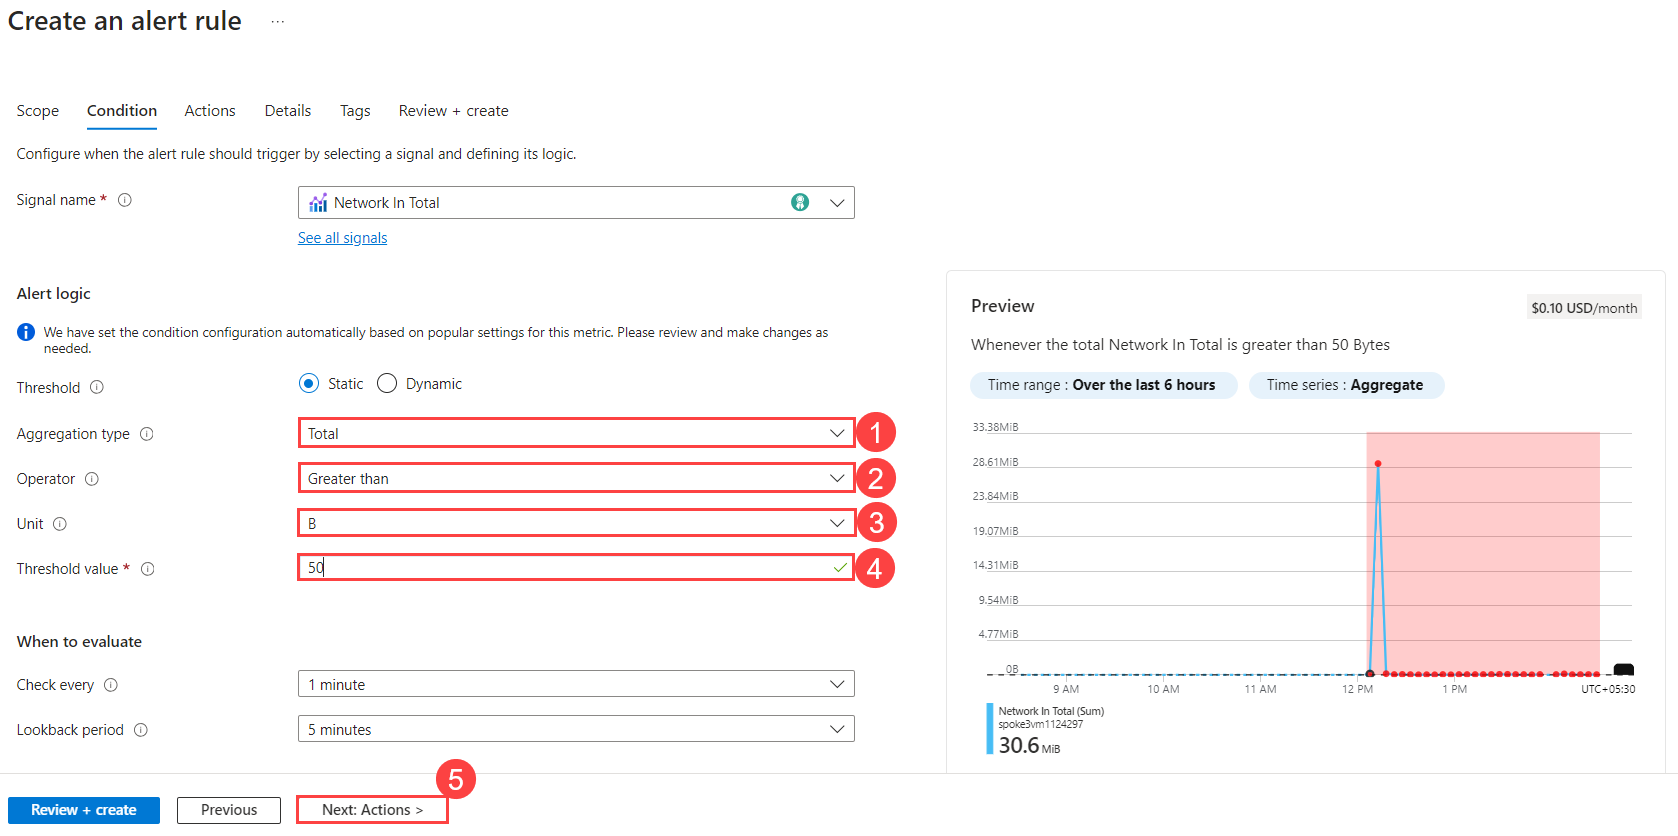 Create an alert rule ...
Scope Condition Actions Details Tags Review + create
Configure when the alert rule should trigger by selecting a signal and defining its logic.
Signal name * Network In Total
See all signals
Alert logic
We have set the condition configuration automatically based on popular settings for this metric. Please review and make changes as
needed.
Threshold Static Dynamic
Aggregation type Total 1
Operator Greater than 2
Unit B 3
Threshold value * 50 4
When to evaluate
Check every 1 minute
Lookback period 5 minutes
Preview $0.10 USD/month
Whenever the total Network In Total is greater than 50 Bytes
Time range : Over the last 6 hours Time series : Aggregate
33.38MiB
28.61MiB
23.84MiB
19.07MiB
14.31MiB
9.54MiB
4.77MiB
0B
9 AM 10 AM 11 AM 12 PM 1 PM UTC+05:30
Network In Total (Sum)
spoke3vm1124297
30.6 MiB
5
Review + create Previous Next: Actions >